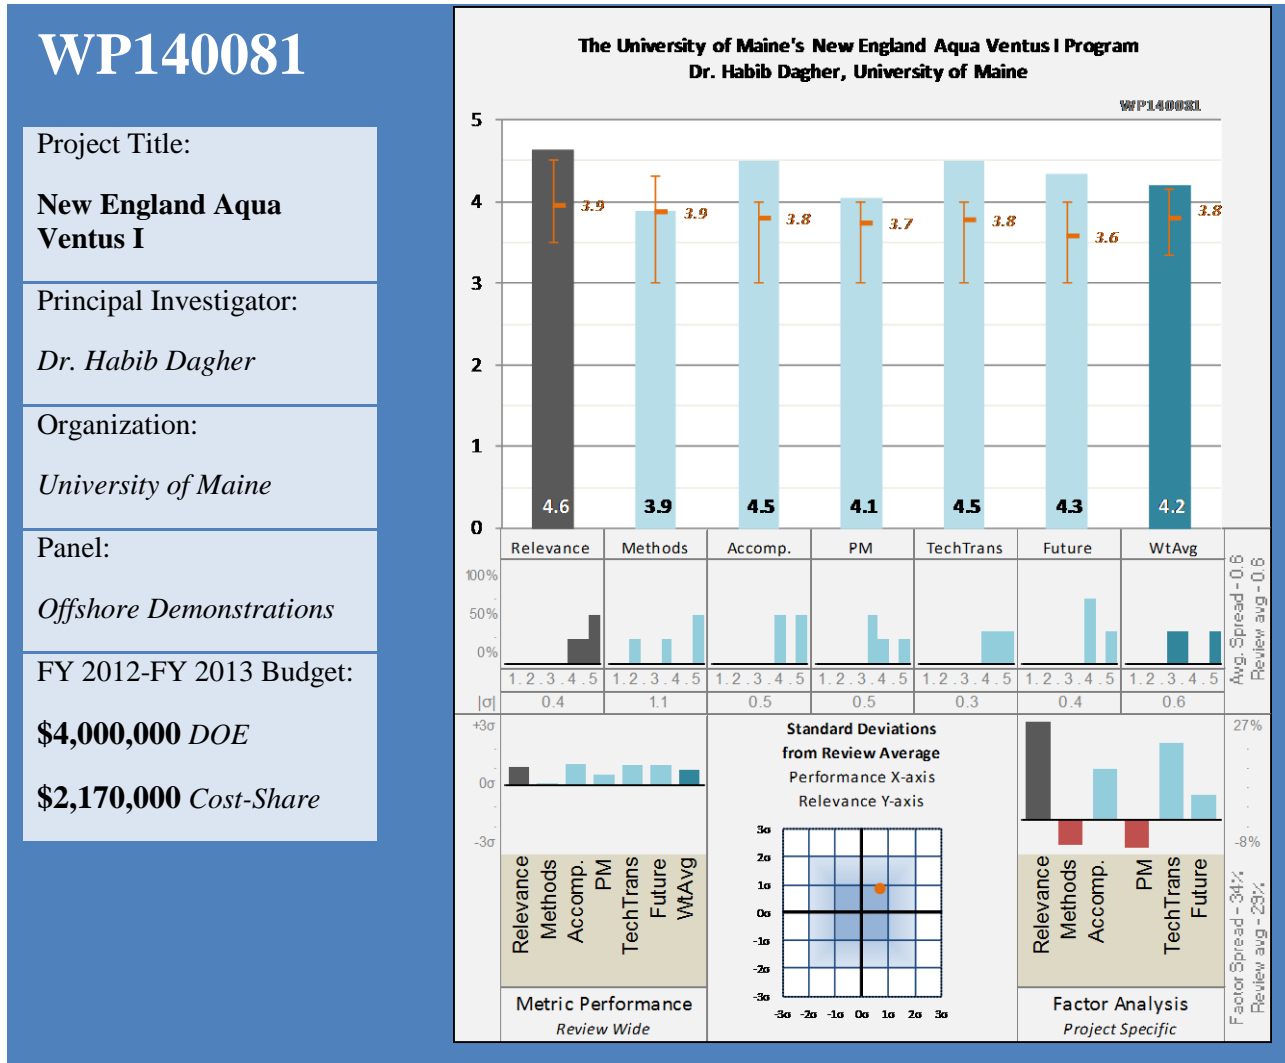 WP140081
Project Title:
New England Aqua
Ventus I
Principal Investigator:
Dr. Habib Dagher
Organization:
University of Maine
Panel:
Offshore Demonstrations
FY 2012-FY 2013 Budget:
$4,000,000 DOE
$2,170,000 Cost-Share
The University of Maine's New England Aqua Ventus I Program
Dr. Habib Dagher, University of Maine
WP140081
5
4
3
2
1
0
3.9
3.9
3.8
3.7
3.8
3.6
3.8
4.6 3.9 4.5 4.1 4.5 4.3 4.2
Relevance Methods Accomp. PM TechTrans Future WtAvg
100%
50%
0%
1 . 2 . 3 . 4 . 5 1 . 2 . 3 . 4 . 5 1 . 2 . 3 . 4 . 5 1 . 2 . 3 . 4 . 5 1 . 2 . 3 . 4 . 5 1 . 2 . 3 . 4 . 5 1 . 2 . 3 . 4 . 5
|σ| 0.4 1.1 0.5 0.5 0.3 0.4 0.6
Avg. Spread - 0.6
Review avg - 0.6
+3σ
0σ
-3σ
Relevance
Methods
Accomp.
PM
TechTrans
Future
WtAvg
Metric Performance
Review Wide
Standard Deviations
from Review Average
Performance X-axis
Relevance Y-axis
3σ
2σ
1σ
0σ
-1σ
-2σ
-3σ
-3σ -2σ -1σ 0σ 1σ 2σ 3σ
27%
-8%
Relevance
Methods
Accomp.
PM
TechTrans
Future
Factor Analysis
Project Specific
Factor Spread - 34%
Review avg - 29%